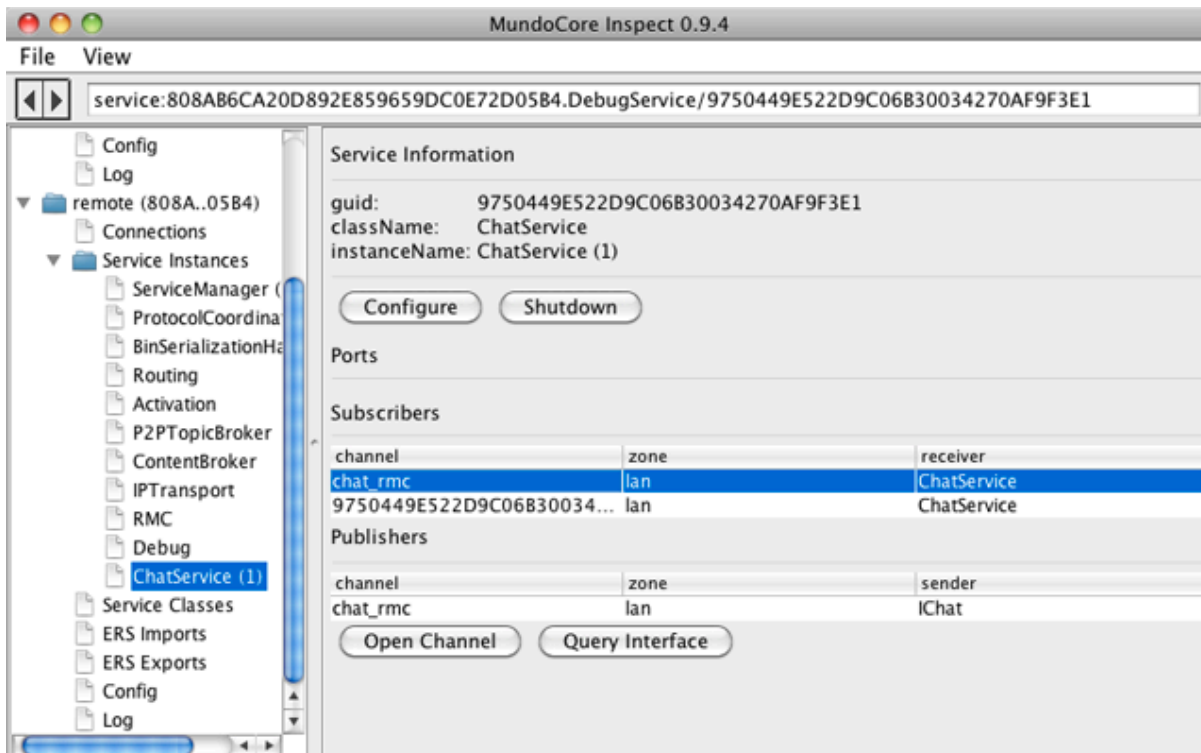 MundoCore Inspect 0.9.4
File View
service:808AB6CA20D892E859659DC0E72D05B4.DebugService/9750449E522D9C06B30034270AF9F3E1
Config
Log
remote (808A..05B4)
Connections
Service Instances
ServiceManager (
ProtocolCoordina
BinSerializationHa
Routing
Activation
P2PTopicBroker
ContentBroker
IPTransport
RMC
Debug
ChatService (1)
Service Classes
ERS Imports
ERS Exports
Config
Log
Service Information
guid: 9750449E522D9C06B30034270AF9F3E1
className: ChatService
instanceName: ChatService (1)
Configure Shutdown
Ports
Subscribers
channel zone receiver
chat_rmc lan ChatService
9750449E522D9C06B30034... lan ChatService
Publishers
channel zone sender
chat_rmc lan IChat
Open Channel Query Interface